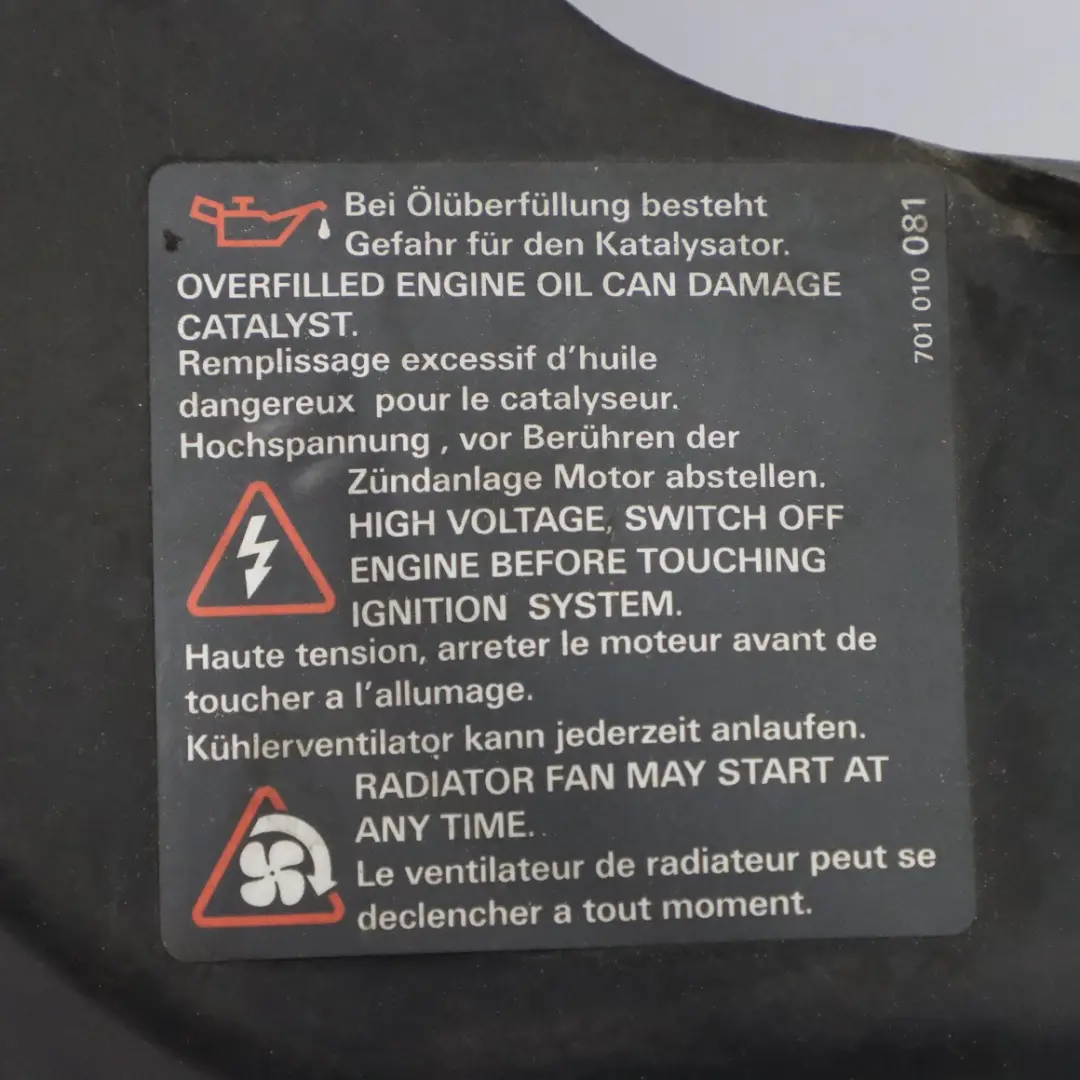 Bei Ölüberfüllung besteht
Gefahr für den Katalysator.
OVERFILLED ENGINE OIL CAN DAMAGE
CATALYST.
Remplissage excessif d'huile
dangereux pour le catalyseur.
Hochspannung , vor Berühren der
Zündanlage Motor abstellen.
HIGH VOLTAGE, SWITCH OFF
ENGINE BEFORE TOUCHING
IGNITION SYSTEM.
Haute tension, arreter le moteur avant de
toucher a l'allumage.
Kühlerventilator kann jederzeit anlaufen.
RADIATOR FAN MAY START AT
ANY TIME.
Le ventilateur de radiateur peut se
declencher a tout moment.
701 010 081